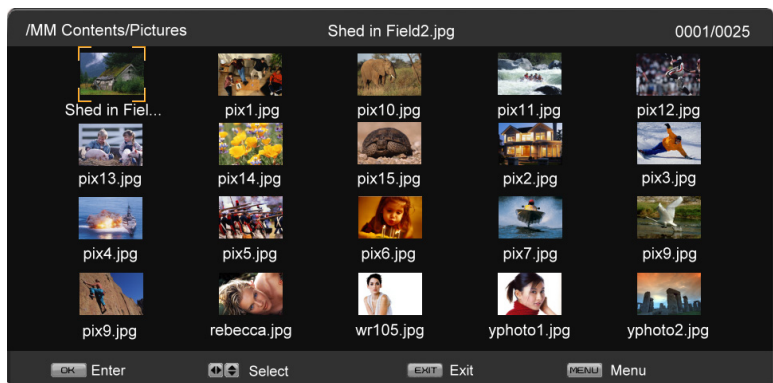 /MM Contents/Pictures Shed in Field2.jpg 0001/0025
Shed in Fiel... pix1.jpg pix10.jpg pix11.jpg pix12.jpg
pix13.jpg pix14.jpg pix15.jpg pix2.jpg pix3.jpg
pix4.jpg pix5.jpg pix6.jpg pix7.jpg pix9.jpg
pix9.jpg rebecca.jpg wr105.jpg yphoto1.jpg yphoto2.jpg
OK Enter Select EXIT Exit MENU Menu